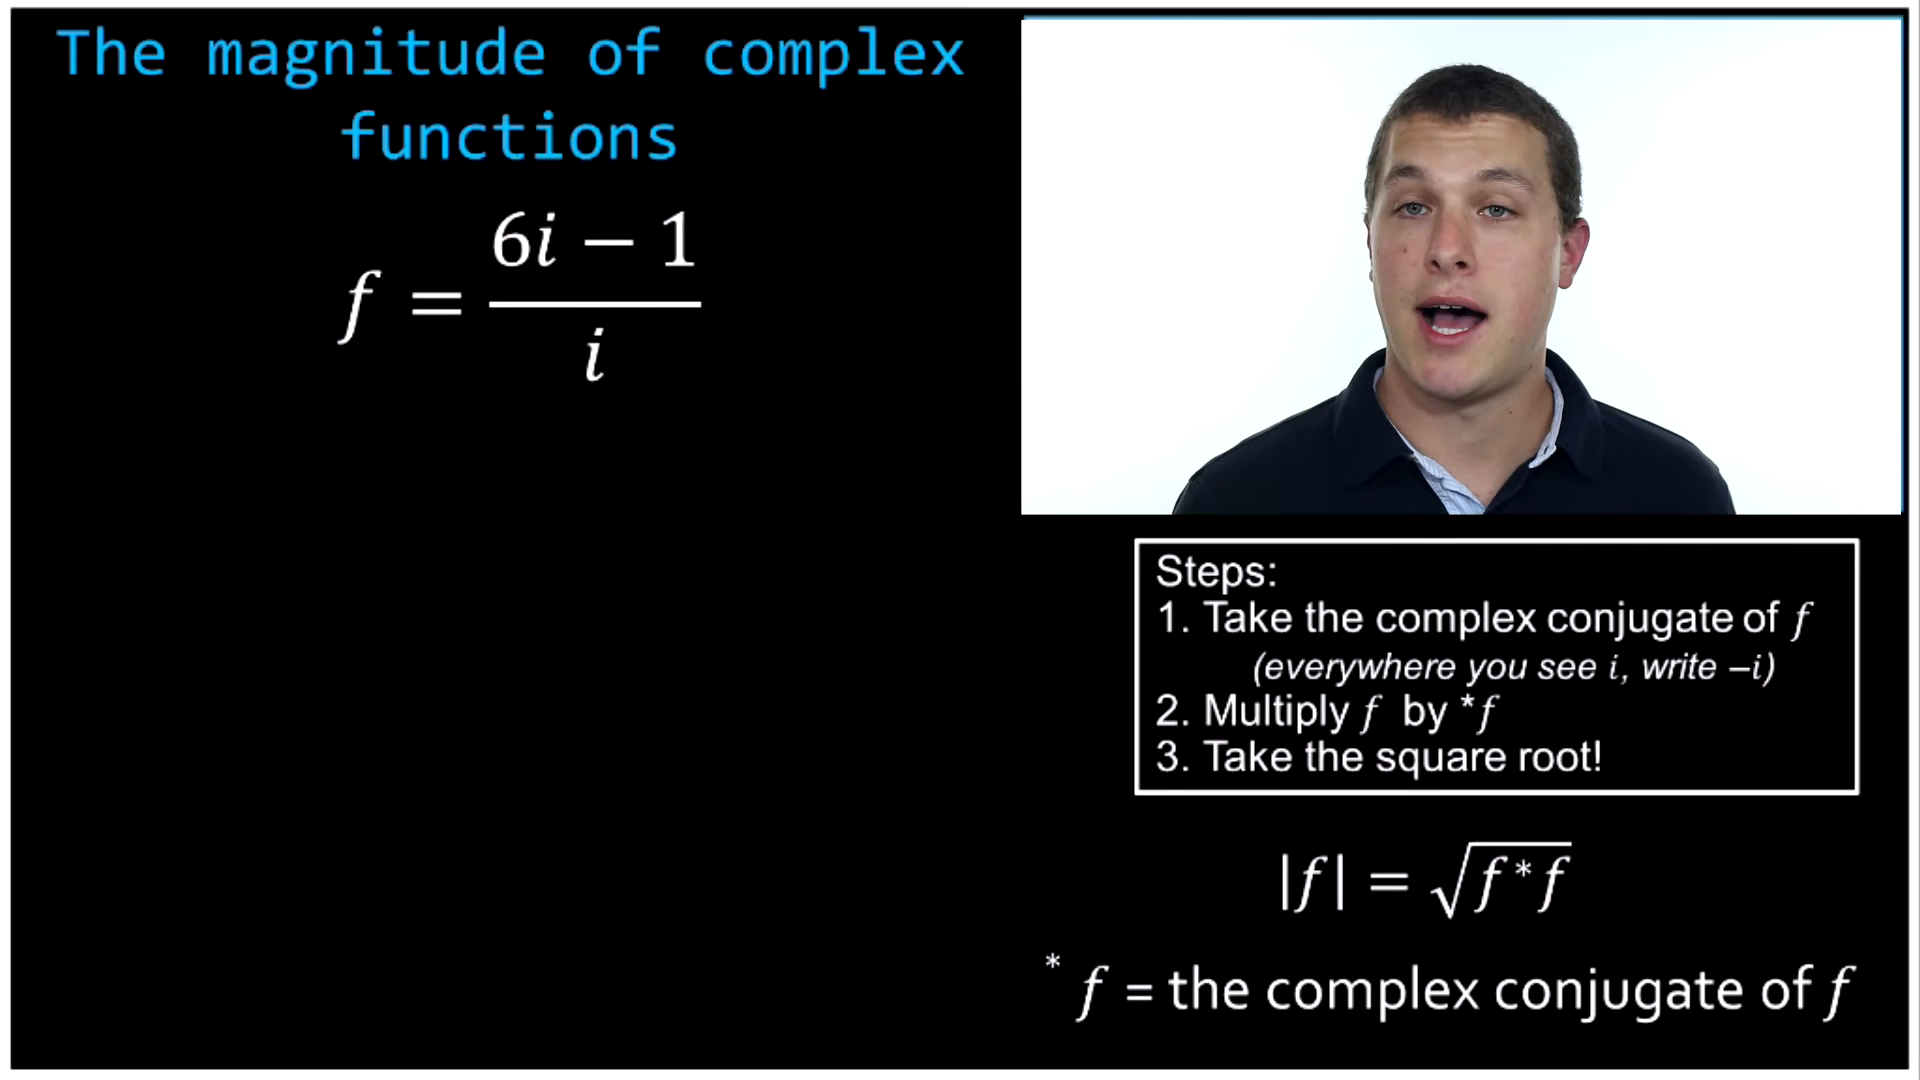 The magnitude of complex
functions
f = \frac{6i − 1}{i}
Steps:
1. Take the complex conjugate of f
(everywhere you see i, write –i)
2. Multiply f by *f
3. Take the square root!
|f| = √(f*f)
* f = the complex conjugate of f